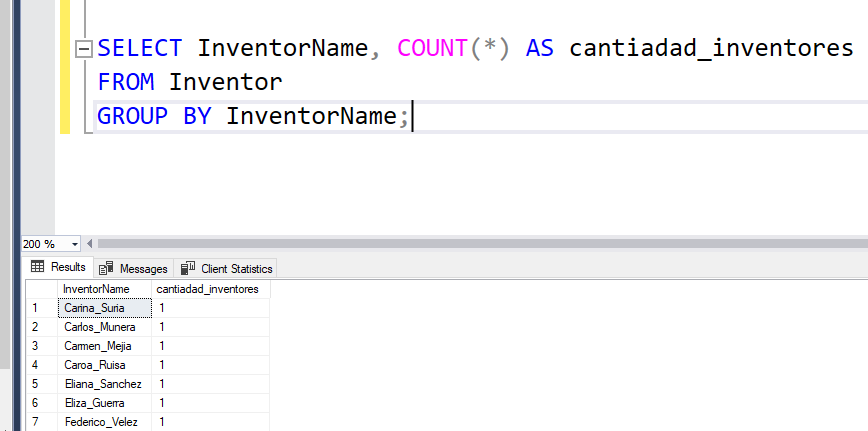 SELECT InventorName, COUNT(*) AS cantiadad_inventores
FROM Inventor
GROUP BY InventorName;
200 %
Results Messages Client Statistics
InventorName cantiadad_inventores
1 Carina_Suria 1
2 Carlos_Munera 1
3 Carmen_Mejia 1
4 Caroa_Ruisa 1
5 Eliana_Sanchez 1
6 Eliza_Guerra 1
7 Federico_Velez 1